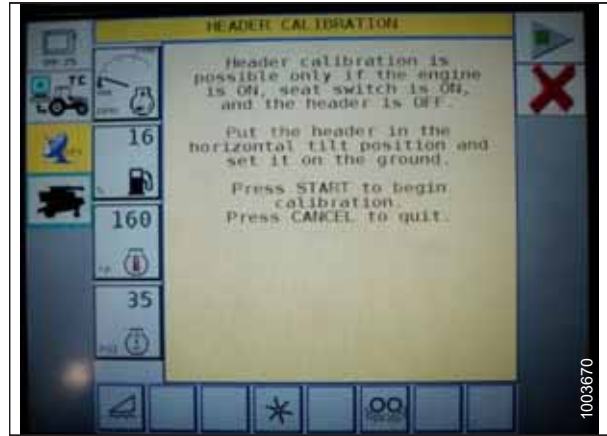 HEADER CALIBRATION
Header calibration is
possible only if the engine
is ON, seat switch is ON,
and the header is OFF.
Put the header in the
horizontal tilt position and
set it on the ground.
Press START to begin
calibration.
Press CANCEL to quit.
TC
16
160
35
1003670